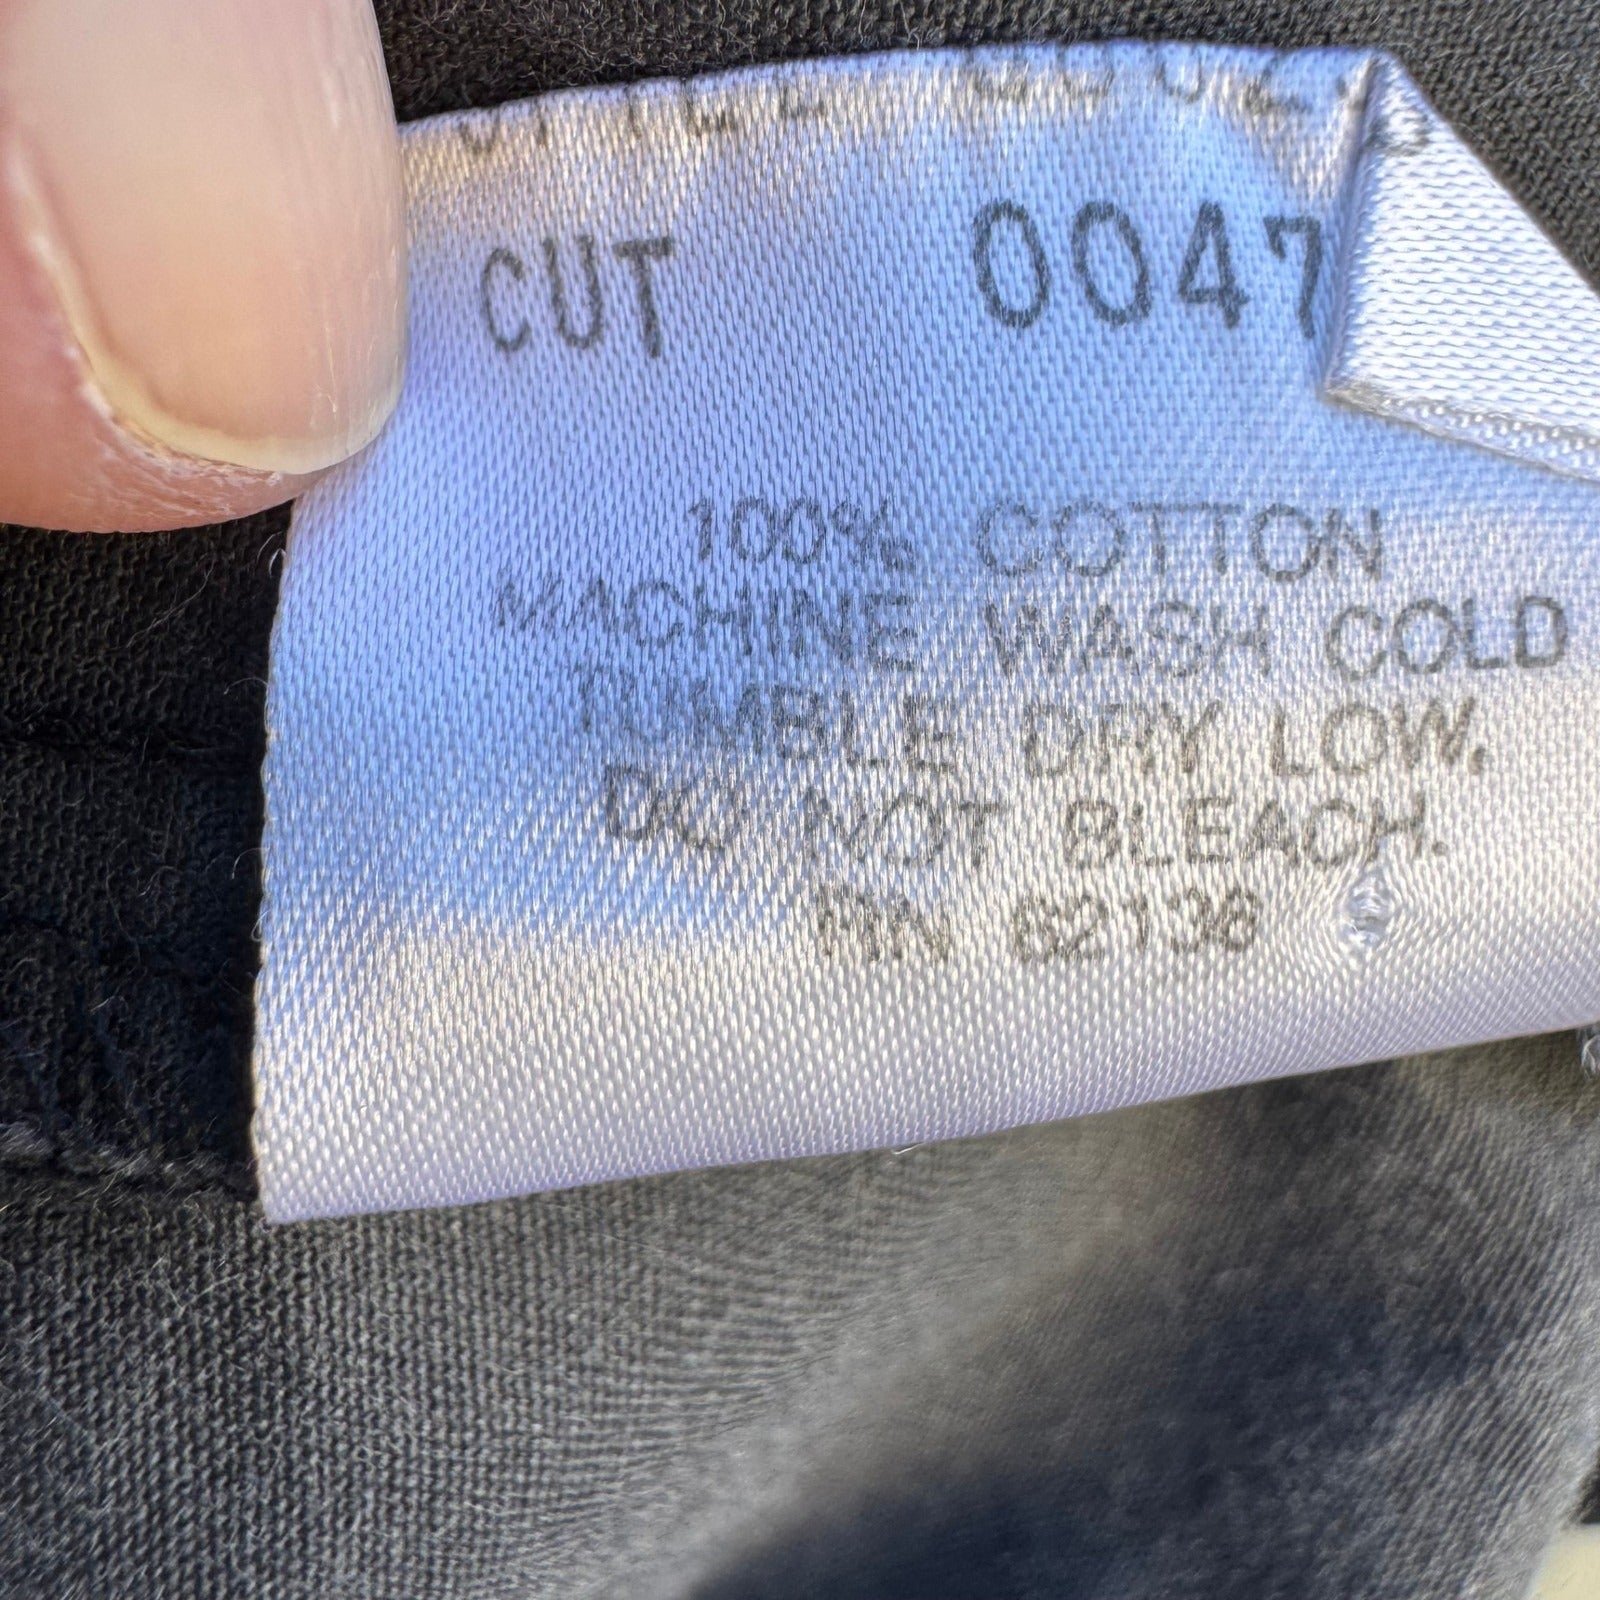 CUT 0047
100% COTTON
MACHINE WASH COLD
TUMBLE DRY LOW.
DO NOT BLEACH.
RN 62136